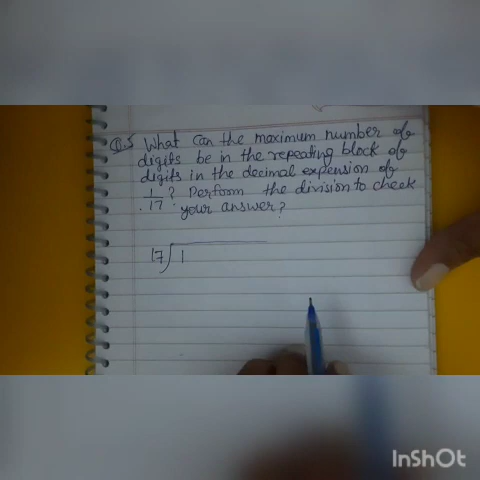 Q.5 What can the maximum number of
digits be in the repeating block of
digits in the decimal expension of
1/17 ? Perform the division to check
your answer?
17) 1
InShOt